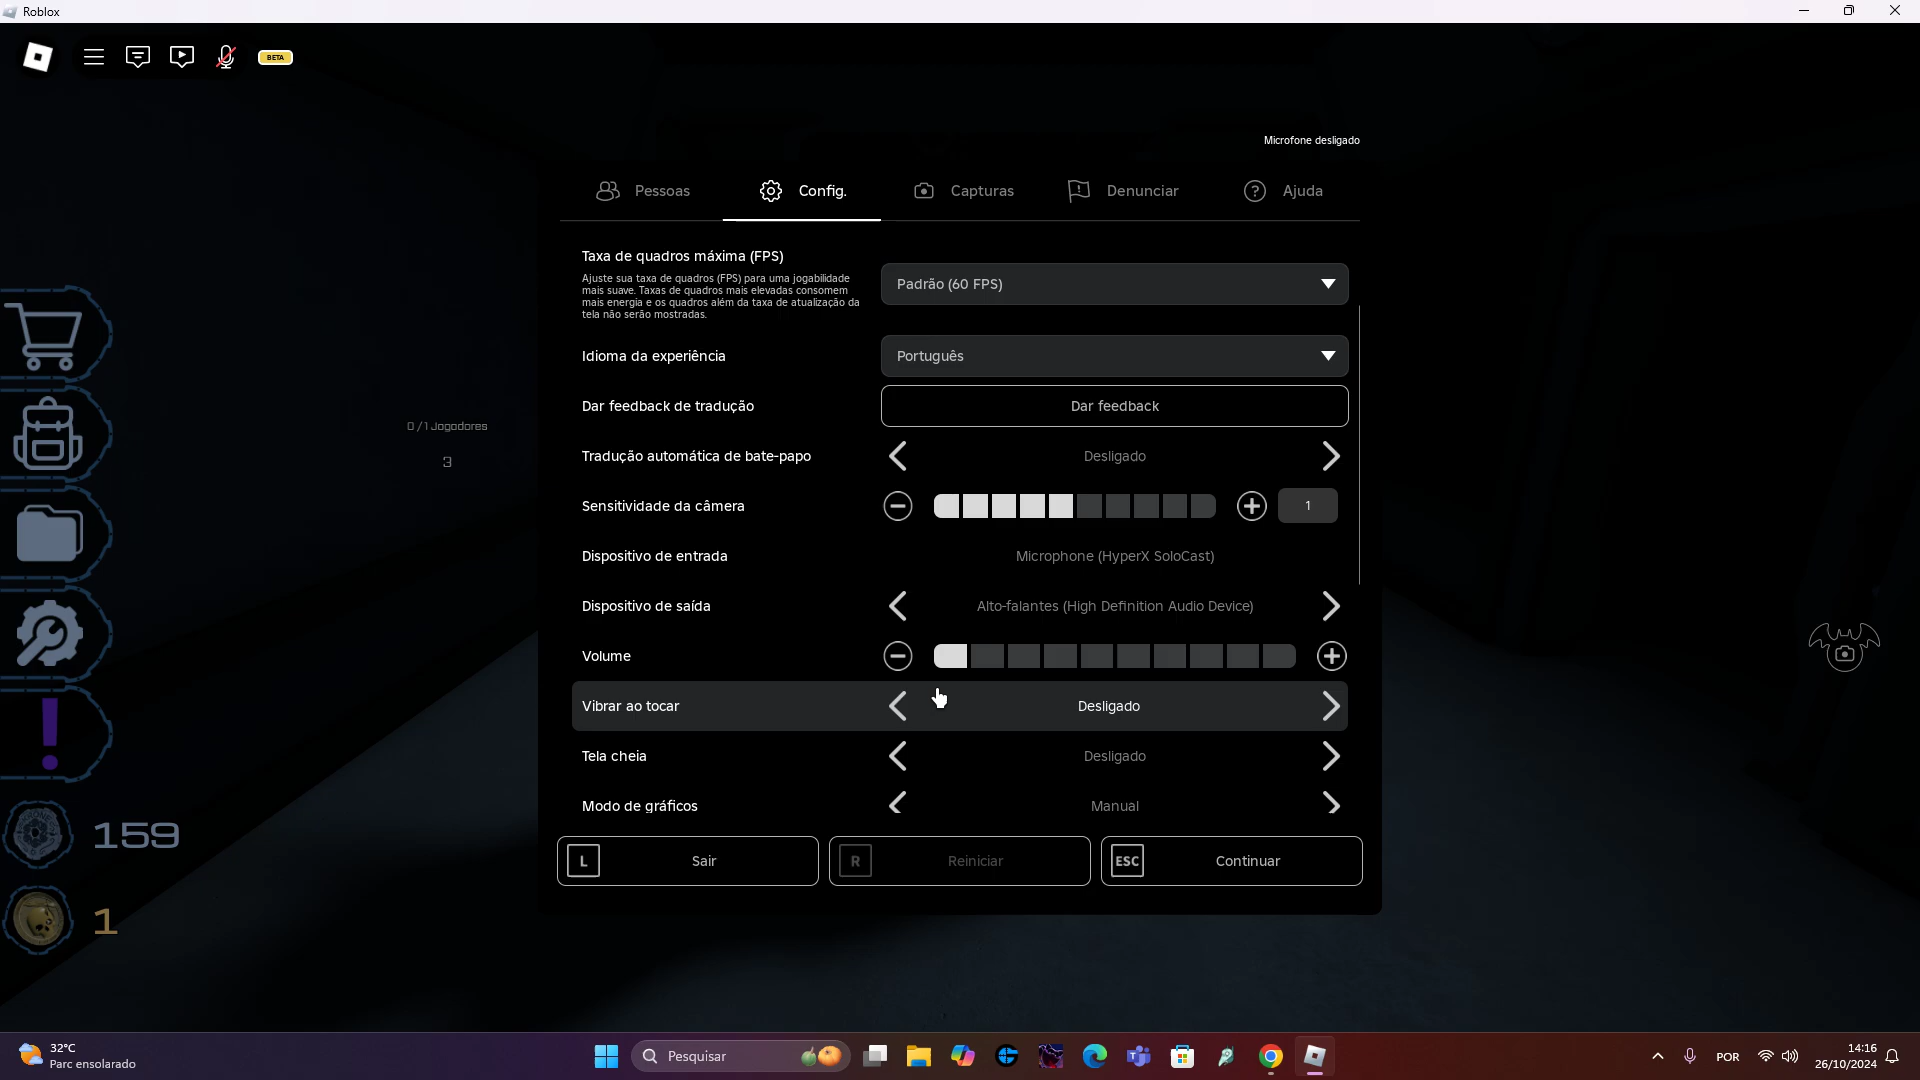 Roblox
BETA
Microfone desligado
Pessoas
Config.
Capturas
Denunciar
Ajuda
Taxa de quadros máxima (FPS)
Ajuste sua taxa de quadros (FPS) para uma jogabilidade
mais suave. Taxas de quadros mais elevadas consomem
mais energia e os quadros além da taxa de atualização da
tela não serão mostradas.
Padrão (60 FPS)
Idioma da experiência
Português
Dar feedback de tradução
Dar feedback
0 / 1 Jogadores
3
Tradução automática de bate-papo
Desligado
Sensitividade da câmera
1
Dispositivo de entrada
Microphone (HyperX SoloCast)
Dispositivo de saída
Alto-falantes (High Definition Audio Device)
Volume
Vibrar ao tocar
Desligado
Tela cheia
Desligado
Modo de gráficos
Manual
159
L
Sair
R
Reiniciar
ESC
Continuar
1
32°C
Parc ensolarado
Pesquisar
POR
14:16
26/10/2024